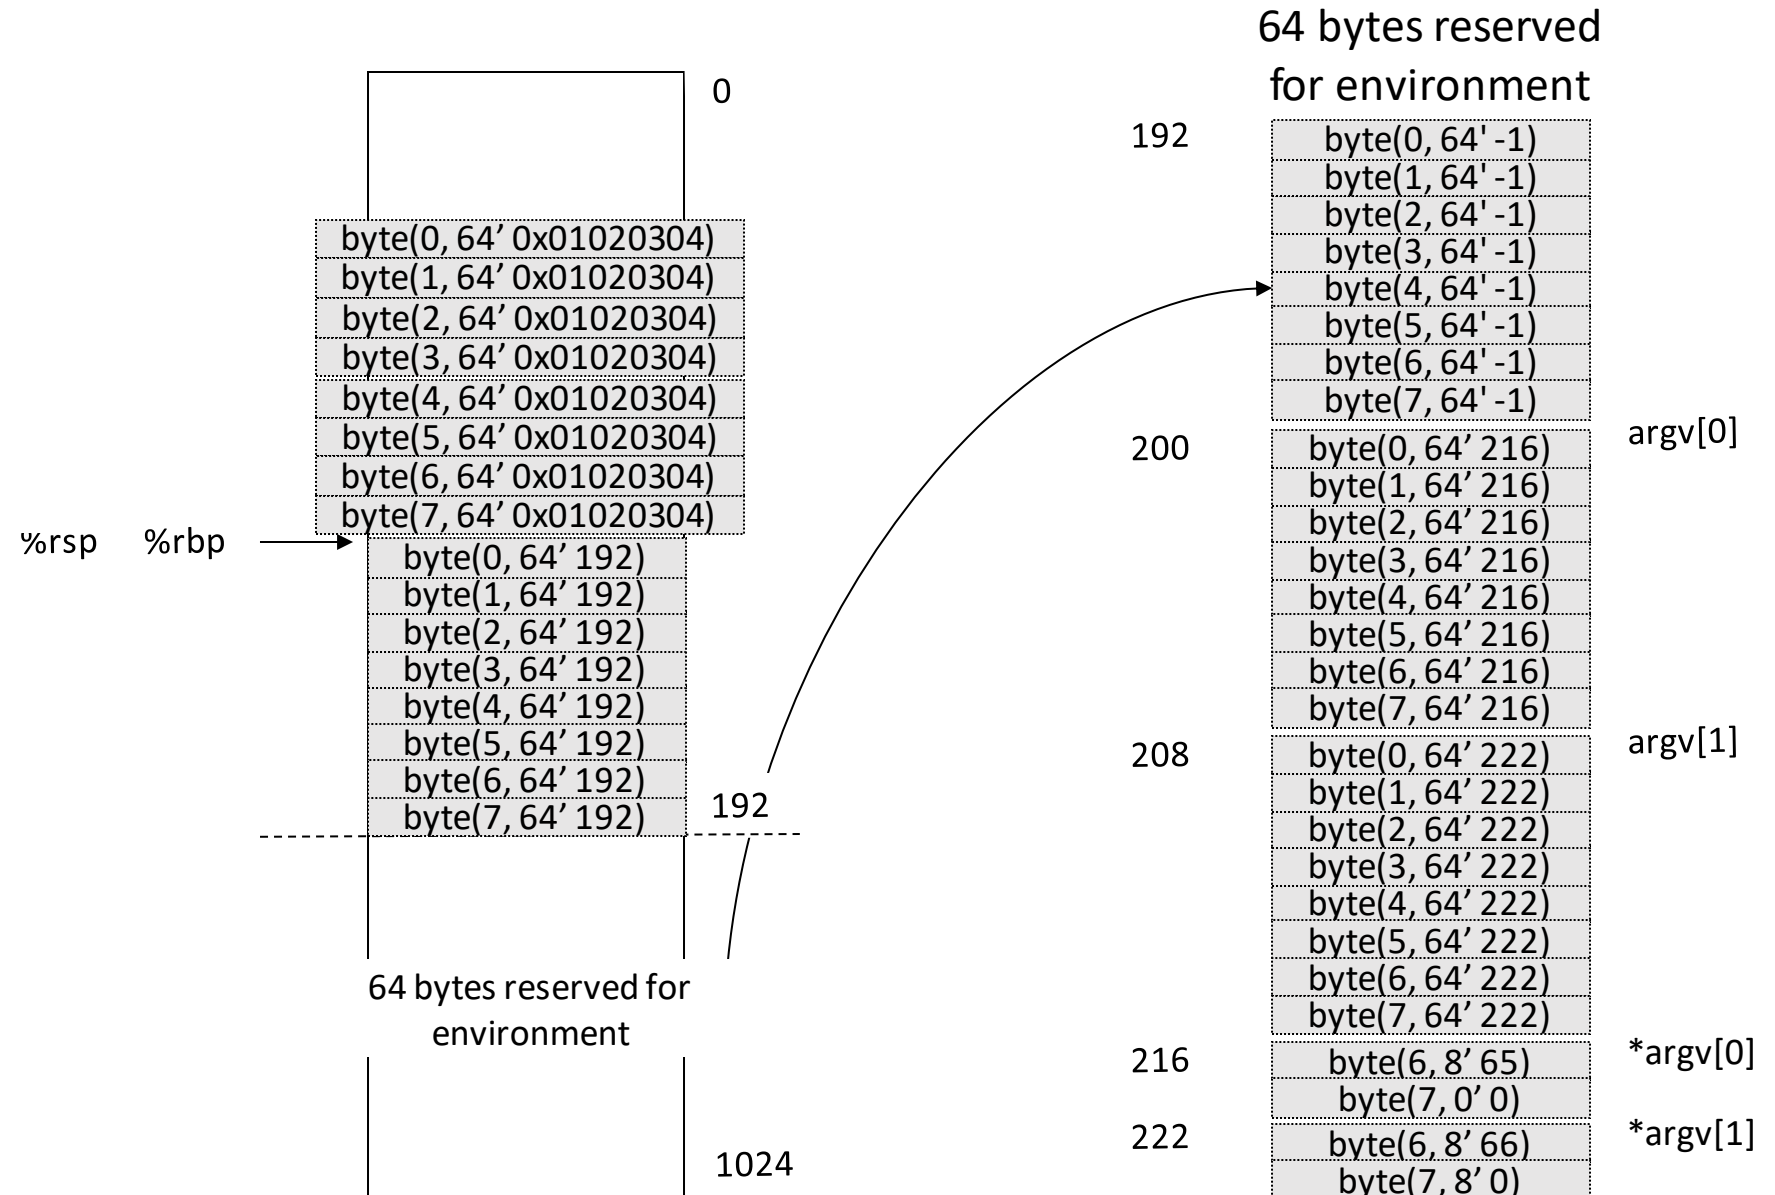 0
byte(0, 64’ 0x01020304)
byte(1, 64’ 0x01020304)
byte(2, 64’ 0x01020304)
byte(3, 64’ 0x01020304)
byte(4, 64’ 0x01020304)
byte(5, 64’ 0x01020304)
byte(6, 64’ 0x01020304)
byte(7, 64’ 0x01020304)
%rsp %rbp
byte(0, 64’ 192)
byte(1, 64’ 192)
byte(2, 64’ 192)
byte(3, 64’ 192)
byte(4, 64’ 192)
byte(5, 64’ 192)
byte(6, 64’ 192)
byte(7, 64’ 192)
192
64 bytes reserved for
environment
1024
64 bytes reserved
for environment
192 byte(0, 64' -1)
byte(1, 64' -1)
byte(2, 64' -1)
byte(3, 64' -1)
byte(4, 64' -1)
byte(5, 64' -1)
byte(6, 64' -1)
byte(7, 64' -1)
argv[0]
200 byte(0, 64’ 216)
byte(1, 64’ 216)
byte(2, 64’ 216)
byte(3, 64’ 216)
byte(4, 64’ 216)
byte(5, 64’ 216)
byte(6, 64’ 216)
byte(7, 64’ 216)
argv[1]
208 byte(0, 64’ 222)
byte(1, 64’ 222)
byte(2, 64’ 222)
byte(3, 64’ 222)
byte(4, 64’ 222)
byte(5, 64’ 222)
byte(6, 64’ 222)
byte(7, 64’ 222)
216 byte(6, 8’ 65) *argv[0]
byte(7, 0’ 0)
222 byte(6, 8’ 66) *argv[1]
byte(7, 8’ 0)